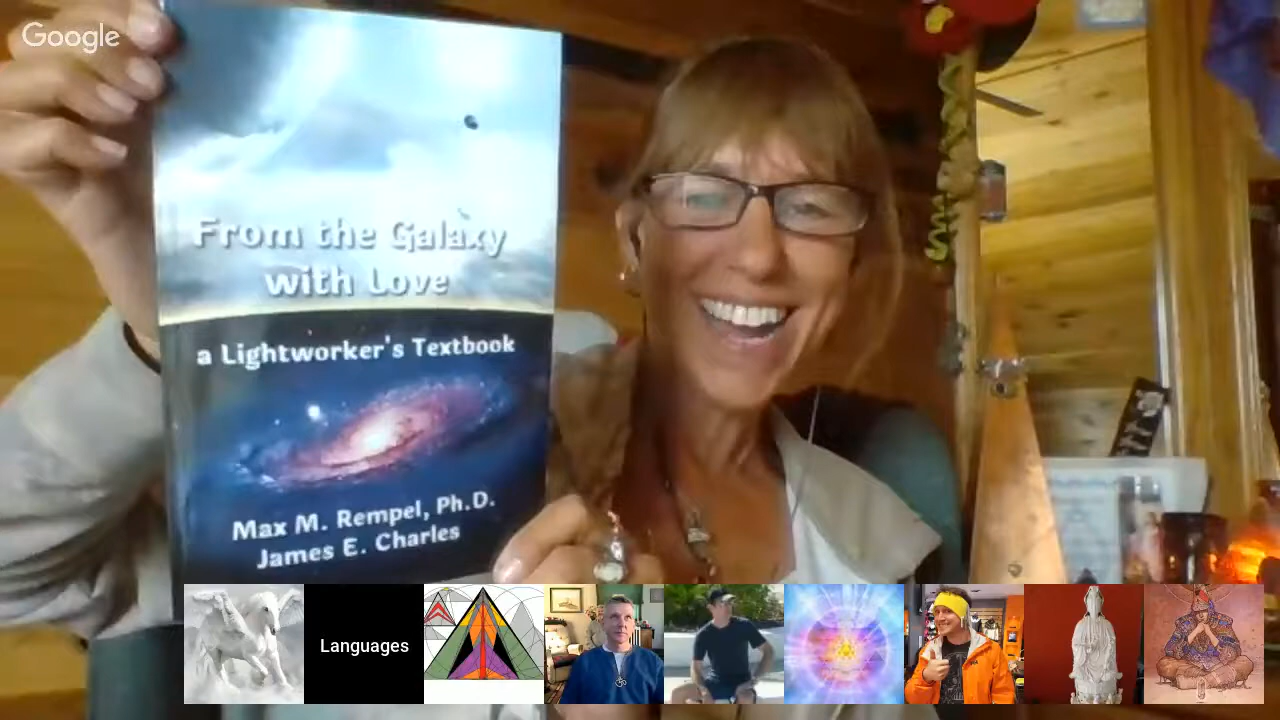 Google
From the Galaxy
with Love
a Lightworker's Textbook
Max M. Rempel, Ph.D.
James E. Charles
Languages